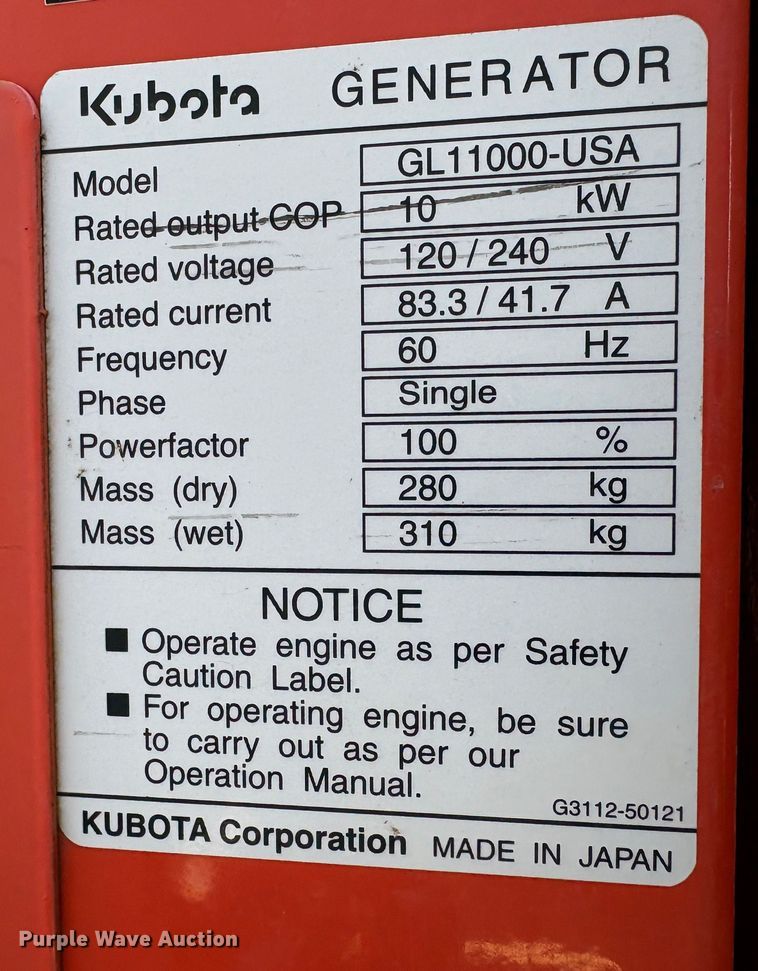 Kubota GENERATOR
Model GL11000-USA
Rated output COP 10 kW
Rated voltage 120 / 240 V
Rated current 83.3 / 41.7 A
Frequency 60 Hz
Phase Single
Powerfactor 100 %
Mass (dry) 280 kg
Mass (wet) 310 kg
NOTICE
■ Operate engine as per Safety
Caution Label.
■ For operating engine, be sure
to carry out as per our
Operation Manual.
G3112-50121
KUBOTA Corporation MADE IN JAPAN
Purple Wave Auction